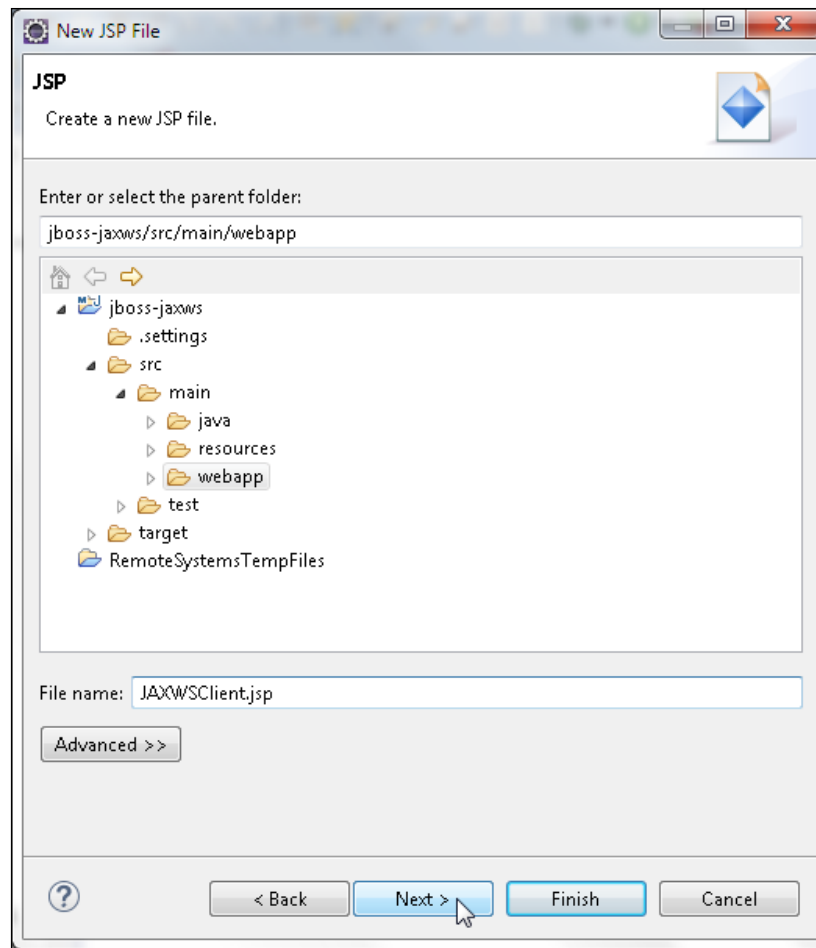 New JSP File
JSP
Create a new JSP file.
Enter or select the parent folder:
jboss-jaxws/src/main/webapp
jboss-jaxws
.settings
src
main
java
resources
webapp
test
target
RemoteSystemsTempFiles
File name: JAXWSClient.jsp
Advanced >>
< Back Next > Finish Cancel